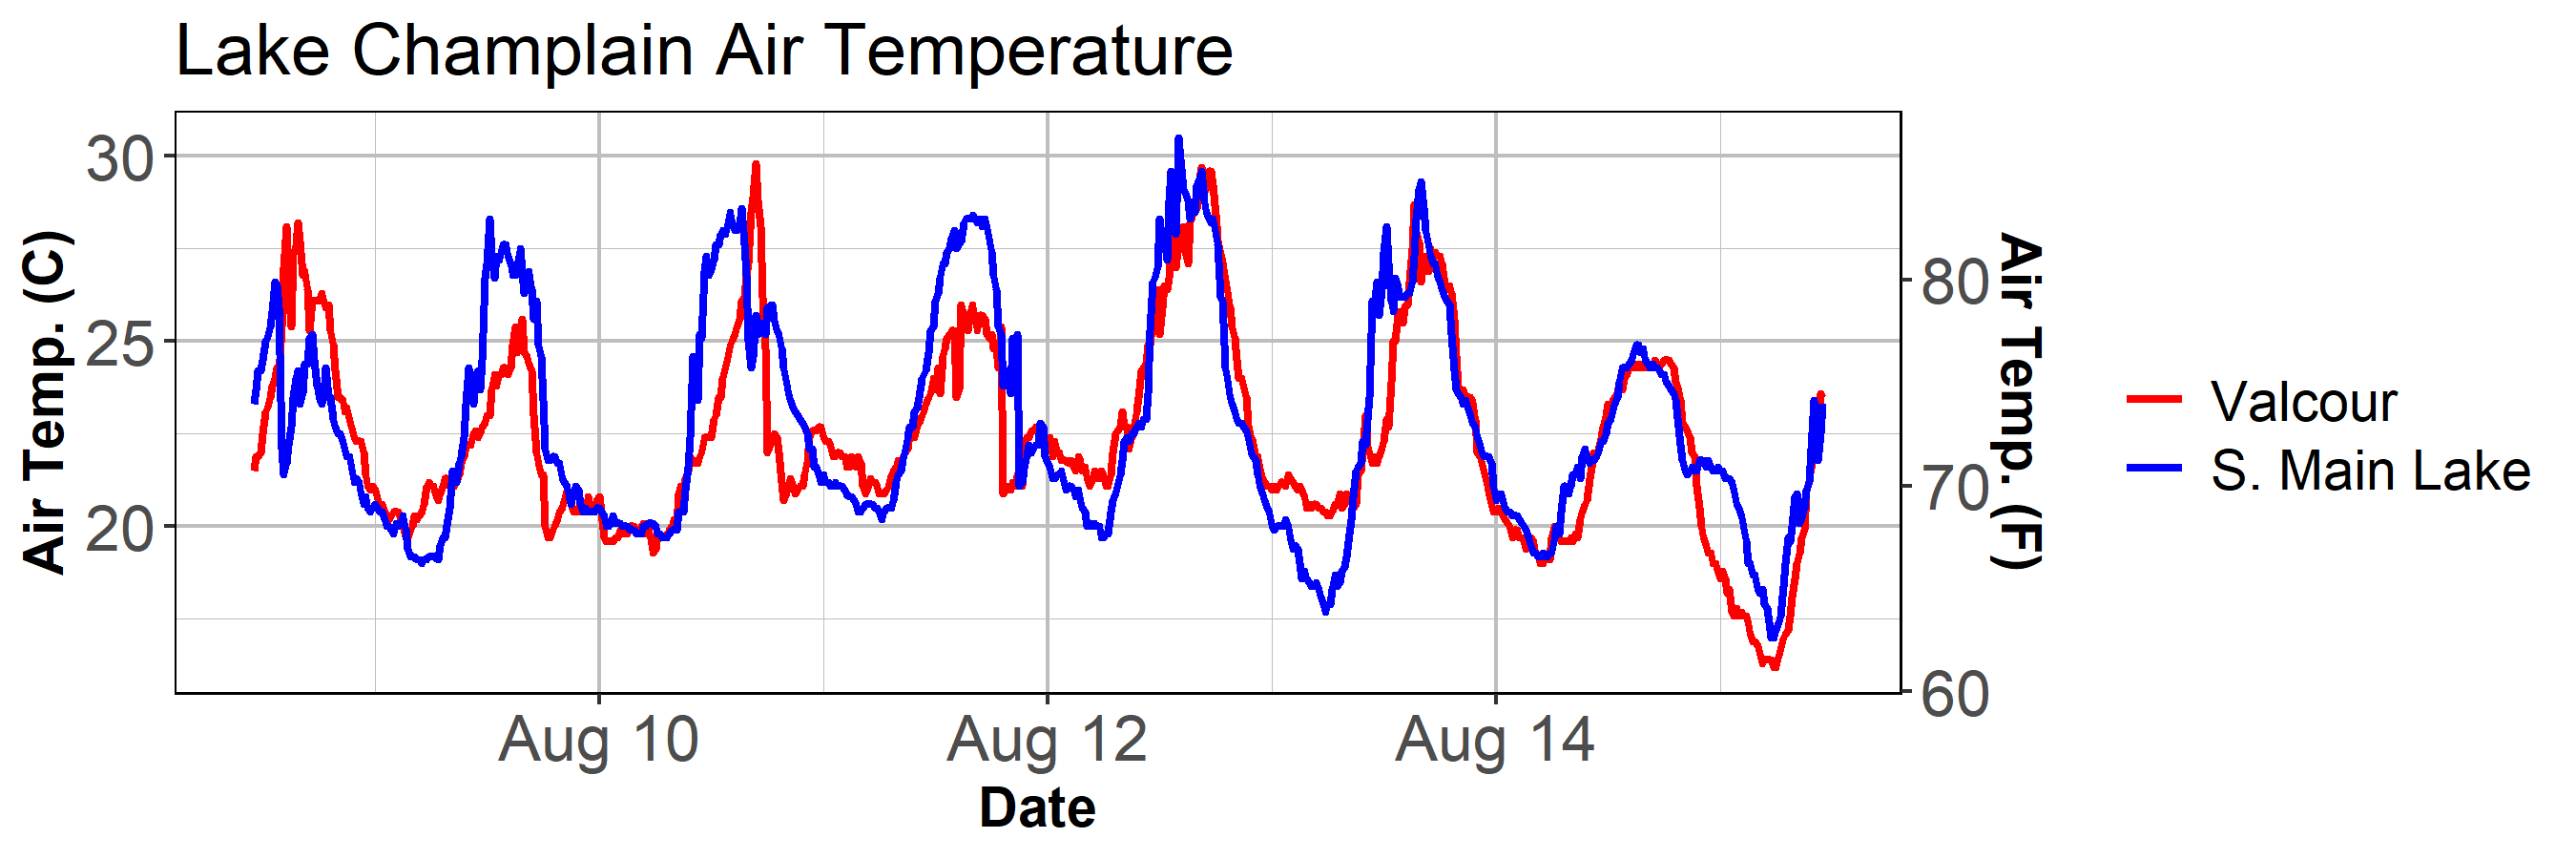 Lake Champlain Air Temperature
Air Temp. (C)
30
25
20
Aug 10
Aug 12
Aug 14
Date
80
70
60
Air Temp. (F)
Valcour
S. Main Lake